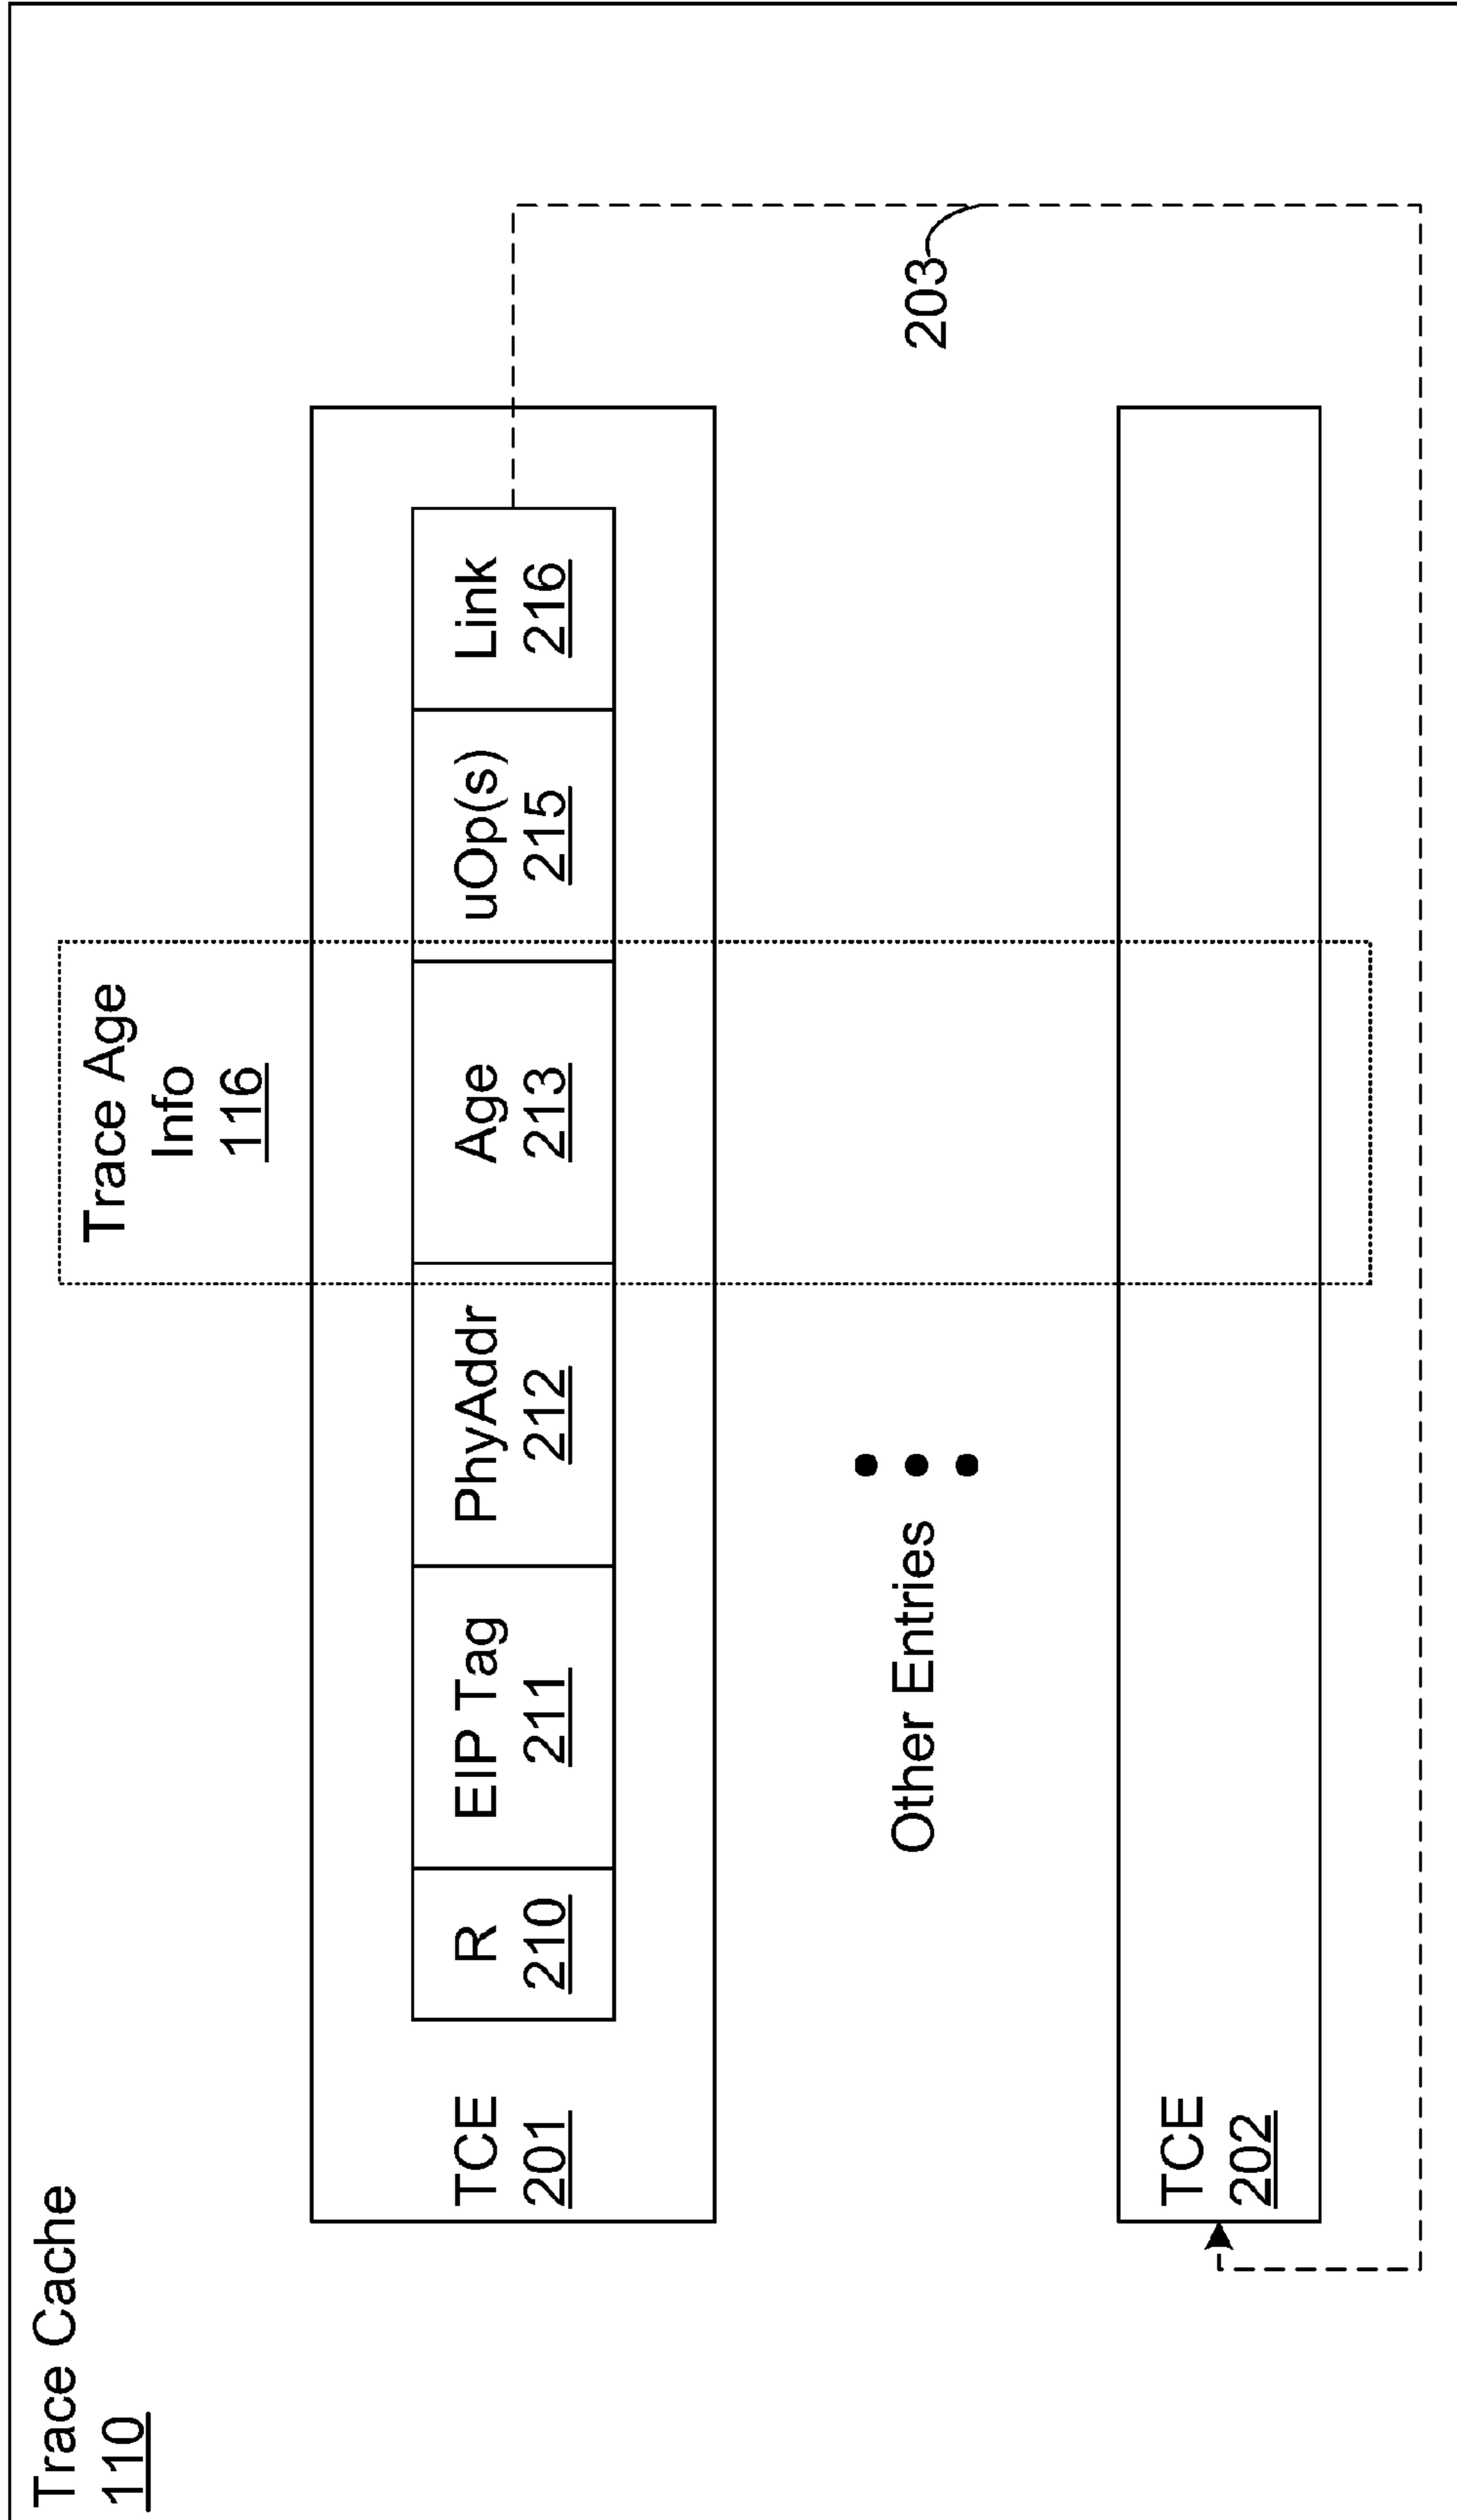 Trace Cache
110
Trace Age
Info
116
TCE
201
R
210
EIP Tag
211
PhyAddr
212
Age
213
uOp(s)
215
Link
216
203
Other Entries
TCE
202